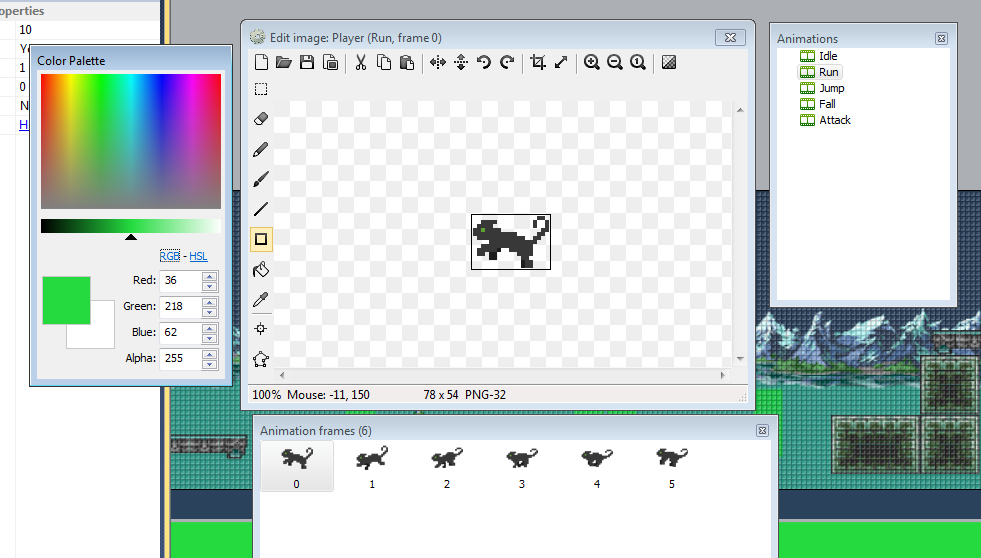 operties
10
Yo
1
0
N
H
Color Palette
RGB - HSL
Red: 36
Green: 218
Blue: 62
Alpha: 255
Edit image: Player (Run, frame 0)
100% Mouse: -11, 150 78 x 54 PNG-32
Animations
Idle
Run
Jump
Fall
Attack
Animation frames (6)
0 1 2 3 4 5